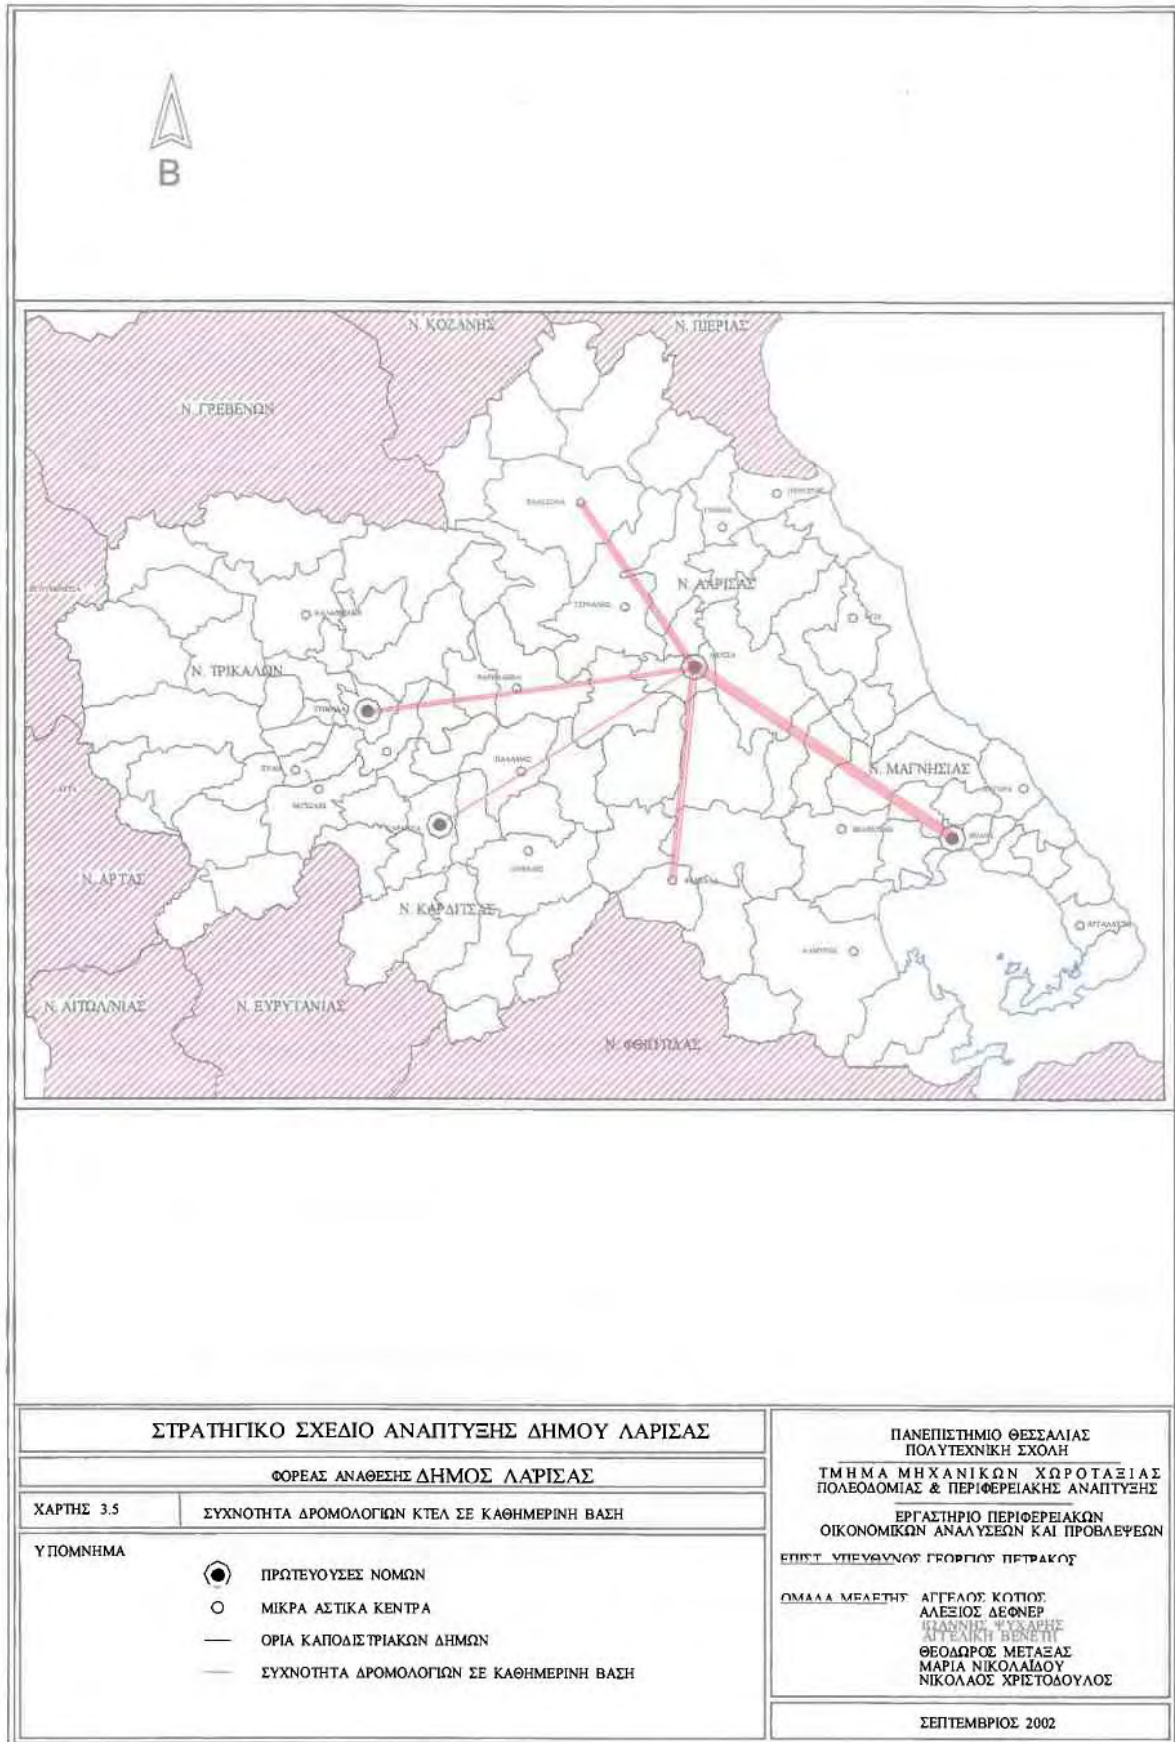 Β
Ν. ΚΟΖΑΝΗΣ
Ν. ΠΙΕΡΙΑΣ
Ν. ΓΡΕΒΕΝΩΝ
ΕΛΑΣΣΟΝΑ
Ν. ΛΑΡΙΣΑΣ
Ν. ΤΡΙΚΑΛΩΝ
Ν. ΜΑΓΝΗΣΙΑΣ
Ν. ΑΡΤΑΣ
Ν. ΚΑΡΔΙΤΣΑΣ
Ν. ΑΙΤΩΛ/ΝΙΑΣ
Ν. ΕΥΡΥΤΑΝΙΑΣ
Ν. ΦΘΙΩΤΙΔΑΣ
ΣΤΡΑΤΗΓΙΚΟ ΣΧΕΔΙΟ ΑΝΑΠΤΥΞΗΣ ΔΗΜΟΥ ΛΑΡΙΣΑΣ
ΦΟΡΕΑΣ ΑΝΑΘΕΣΗΣ ΔΗΜΟΣ ΛΑΡΙΣΑΣ
ΧΑΡΤΗΣ 3.5
ΣΥΧΝΟΤΗΤΑ ΔΡΟΜΟΛΟΓΙΩΝ ΚΤΕΛ ΣΕ ΚΑΘΗΜΕΡΙΝΗ ΒΑΣΗ
ΥΠΟΜΝΗΜΑ
ΠΡΩΤΕΥΟΥΣΕΣ ΝΟΜΩΝ
ΜΙΚΡΑ ΑΣΤΙΚΑ ΚΕΝΤΡΑ
ΟΡΙΑ ΚΑΠΟΔΙΣΤΡΙΑΚΩΝ ΔΗΜΩΝ
ΣΥΧΝΟΤΗΤΑ ΔΡΟΜΟΛΟΓΙΩΝ ΣΕ ΚΑΘΗΜΕΡΙΝΗ ΒΑΣΗ
ΠΑΝΕΠΙΣΤΗΜΙΟ ΘΕΣΣΑΛΙΑΣ
ΠΟΛΥΤΕΧΝΙΚΗ ΣΧΟΛΗ
ΤΜΗΜΑ ΜΗΧΑΝΙΚΩΝ ΧΩΡΟΤΑΞΙΑΣ
ΠΟΛΕΟΔΟΜΙΑΣ & ΠΕΡΙΦΕΡΕΙΑΚΗΣ ΑΝΑΠΤΥΞΗΣ
ΕΡΓΑΣΤΗΡΙΟ ΠΕΡΙΦΕΡΕΙΑΚΩΝ
ΟΙΚΟΝΟΜΙΚΩΝ ΑΝΑΛΥΣΕΩΝ ΚΑΙ ΠΡΟΒΛΕΨΕΩΝ
ΕΠΙΣΤ. ΥΠΕΥΘΥΝΟΣ ΓΕΩΡΓΙΟΣ ΠΕΤΡΑΚΟΣ
ΟΜΑΔΑ ΜΕΛΕΤΗΣ ΑΓΓΕΛΟΣ ΚΟΤΙΟΣ
ΑΛΕΞΙΟΣ ΔΕΦΝΕΡ
ΙΩΑΝΝΗΣ ΨΥΧΑΡΗΣ
ΑΓΓΕΛΙΚΗ ΒΕΝΕΤΗ
ΘΕΟΔΩΡΟΣ ΜΕΤΑΞΑΣ
ΜΑΡΙΑ ΝΙΚΟΛΑΪΔΟΥ
ΝΙΚΟΛΑΟΣ ΧΡΙΣΤΟΔΟΥΛΟΣ
ΣΕΠΤΕΜΒΡΙΟΣ 2002